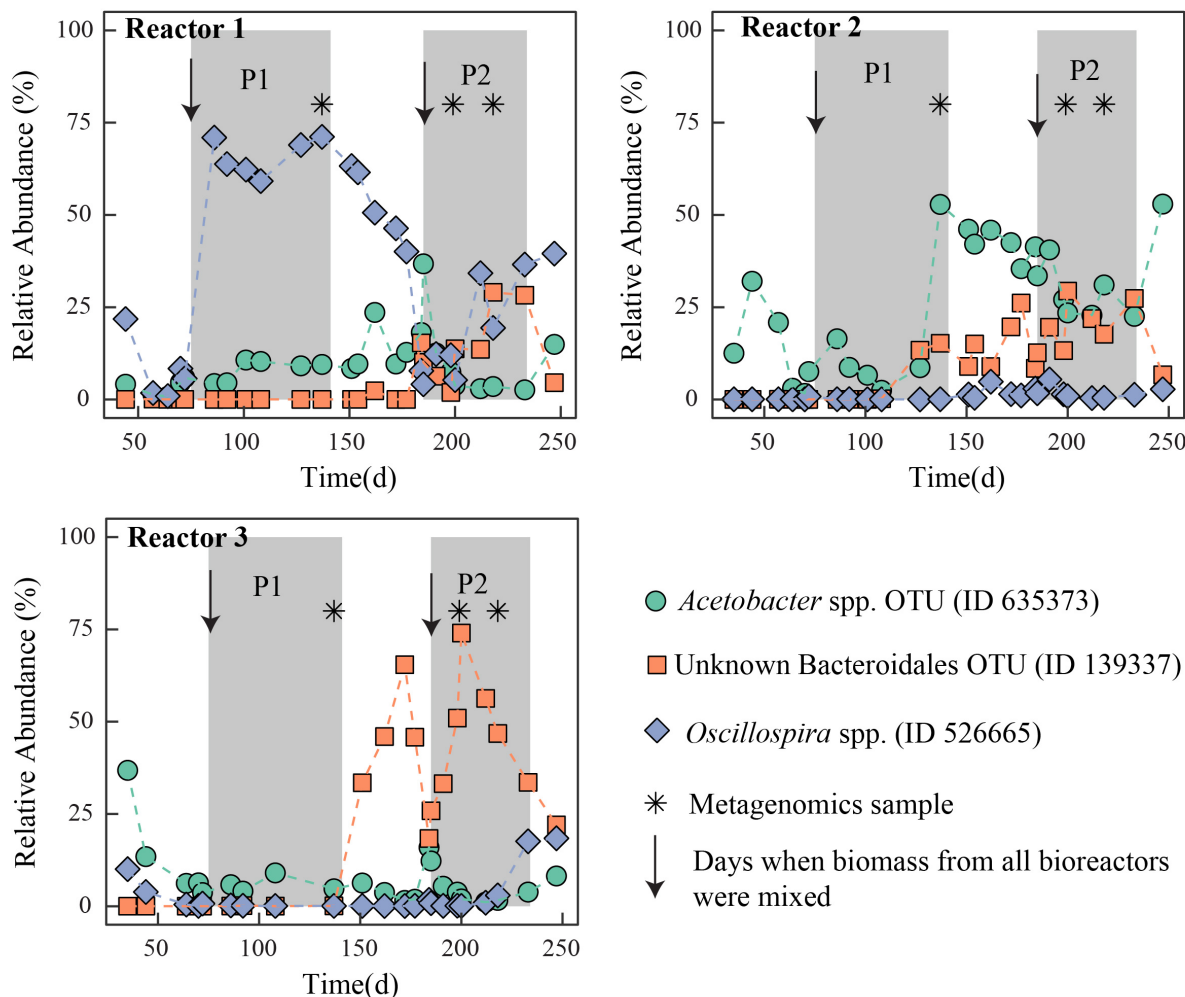 Reactor 1
Relative Abundance (%)
100
75
50
25
0
P1
P2
50
100
150
200
250
Time(d)
Reactor 2
Relative Abundance (%)
100
75
50
25
0
P1
P2
50
100
150
200
250
Time(d)
Reactor 3
Relative Abundance (%)
100
75
50
25
0
P1
P2
50
100
150
200
250
Time(d)
Acetobacter spp. OTU (ID 635373)
Unknown Bacteroidales OTU (ID 139337)
Oscillospira spp. (ID 526665)
Metagenomics sample
Days when biomass from all bioreactors
were mixed